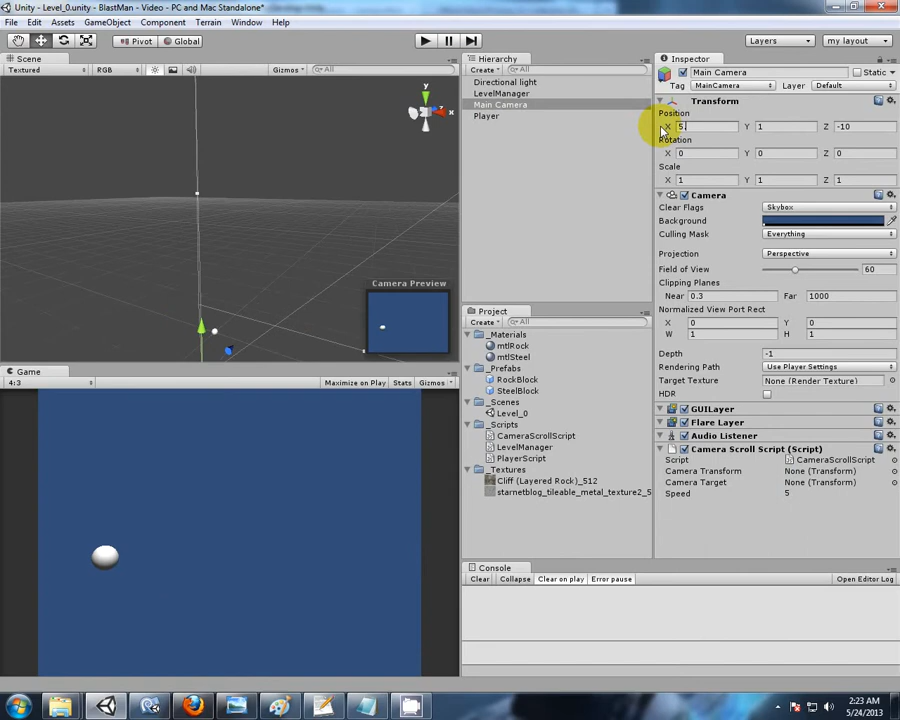 Unity - Level_0.unity - BlastMan - Video - PC and Mac Standalone*
File Edit Assets GameObject Component Terrain Window Help
Pivot Global Layers my layout
Scene
Textured RGB Gizmos All
y
Camera Preview
Game
4:3 Maximize on Play Stats Gizmos
Hierarchy
Create All
Directional light
LevelManager
Main Camera
Player
Project
Create All
_Materials
mtlRock
mtlSteel
_Prefabs
RockBlock
SteelBlock
_Scenes
Level_0
_Scripts
CameraScrollScript
LevelManager
PlayerScript
_Textures
Cliff (Layered Rock)_512
starnetblog_tileable_metal_texture2_5
Console
Clear Collapse Clear on play Error pause Open Editor Log
Inspector
Main Camera Static
Tag MainCamera Layer Default
Transform
Position
X 5. Y 1 Z -10
Rotation
X 0 Y 0 Z 0
Scale
X 1 Y 1 Z 1
Camera
Clear Flags Skybox
Background
Culling Mask Everything
Projection Perspective
Field of View 60
Clipping Planes
Near 0.3 Far 1000
Normalized View Port Rect
X 0 Y 0
W 1 H 1
Depth -1
Rendering Path Use Player Settings
Target Texture None (Render Texture)
HDR
GUILayer
Flare Layer
Audio Listener
Camera Scroll Script (Script)
Script CameraScrollScript
Camera Transform None (Transform)
Camera Target None (Transform)
Speed 5
2:23 AM
5/24/2013